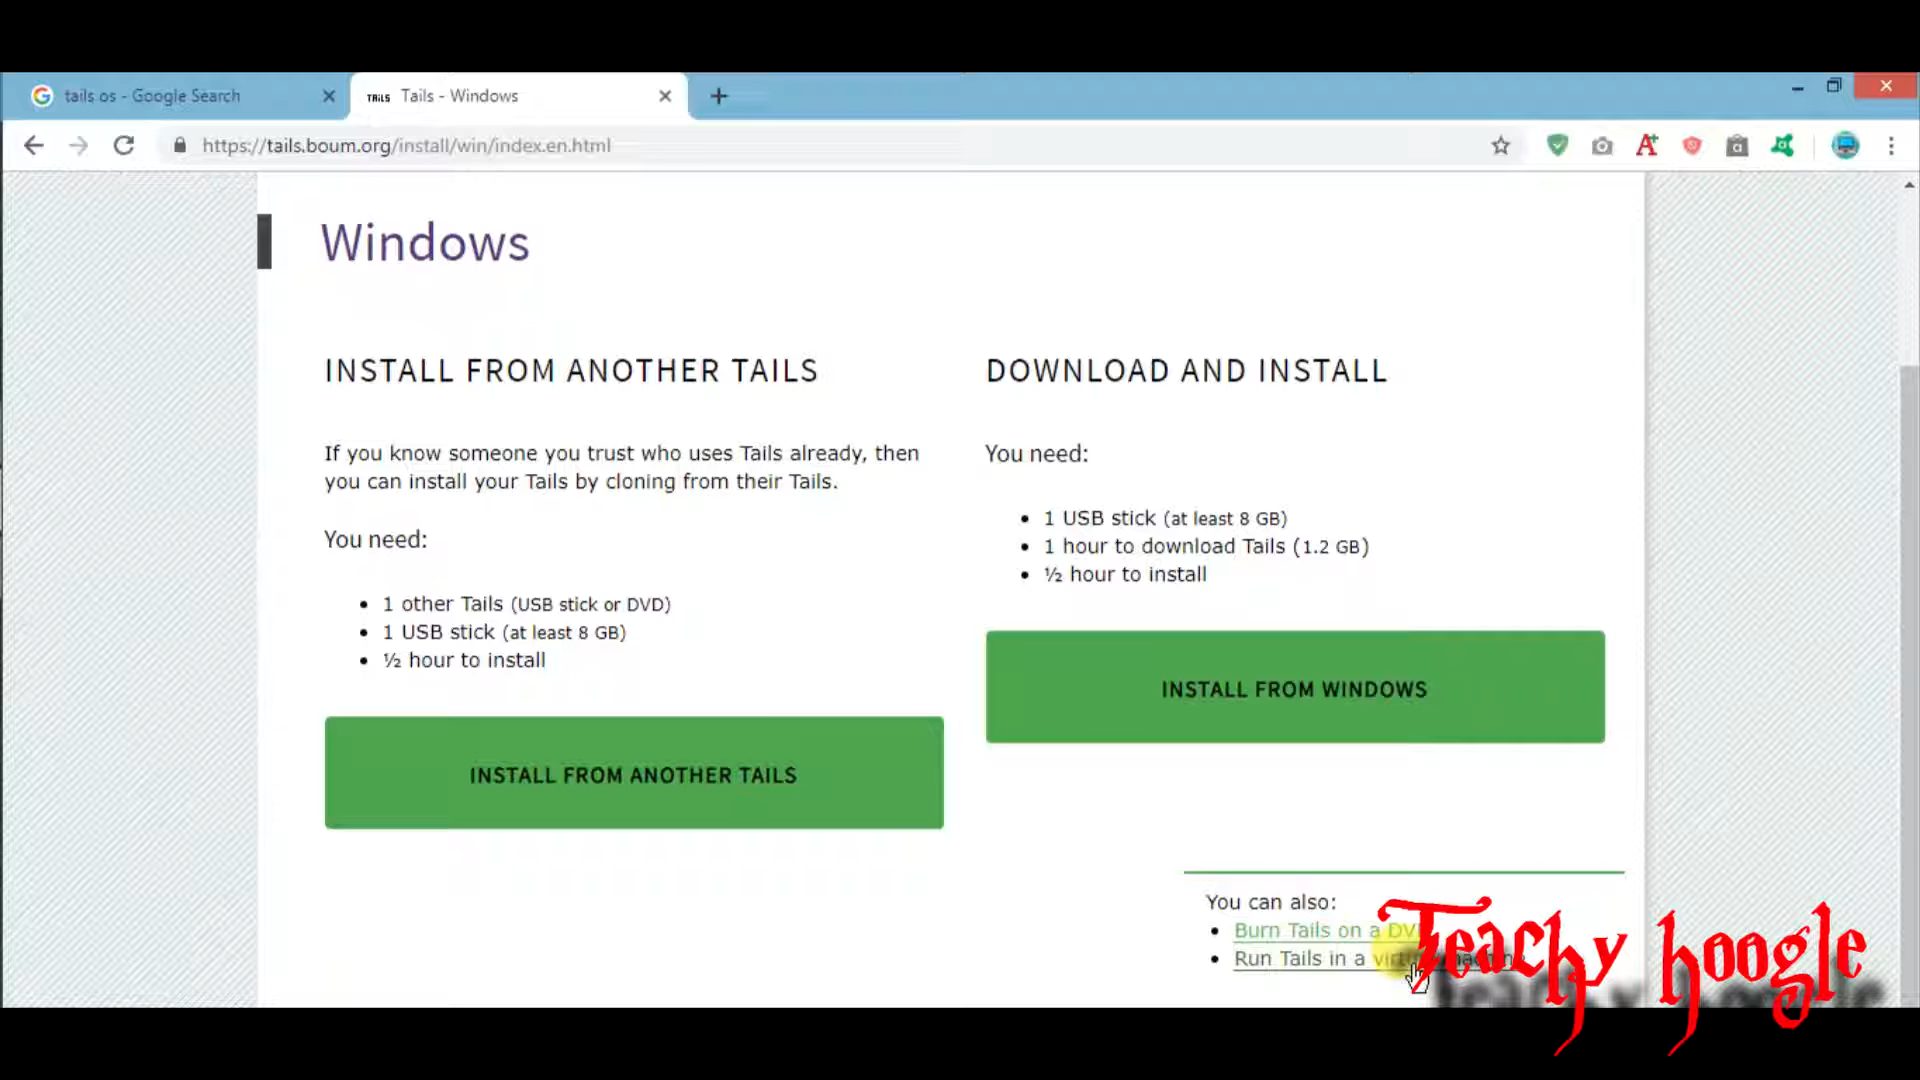 tails os - Google Search
TAILS Tails - Windows
https://tails.boum.org/install/win/index.en.html
Windows
INSTALL FROM ANOTHER TAILS
If you know someone you trust who uses Tails already, then
you can install your Tails by cloning from their Tails.
You need:
• 1 other Tails (USB stick or DVD)
• 1 USB stick (at least 8 GB)
• ½ hour to install
INSTALL FROM ANOTHER TAILS
DOWNLOAD AND INSTALL
You need:
• 1 USB stick (at least 8 GB)
• 1 hour to download Tails (1.2 GB)
• ½ hour to install
INSTALL FROM WINDOWS
You can also:
• Burn Tails on a DVD
• Run Tails in a virtual machine
Teachy hoogle